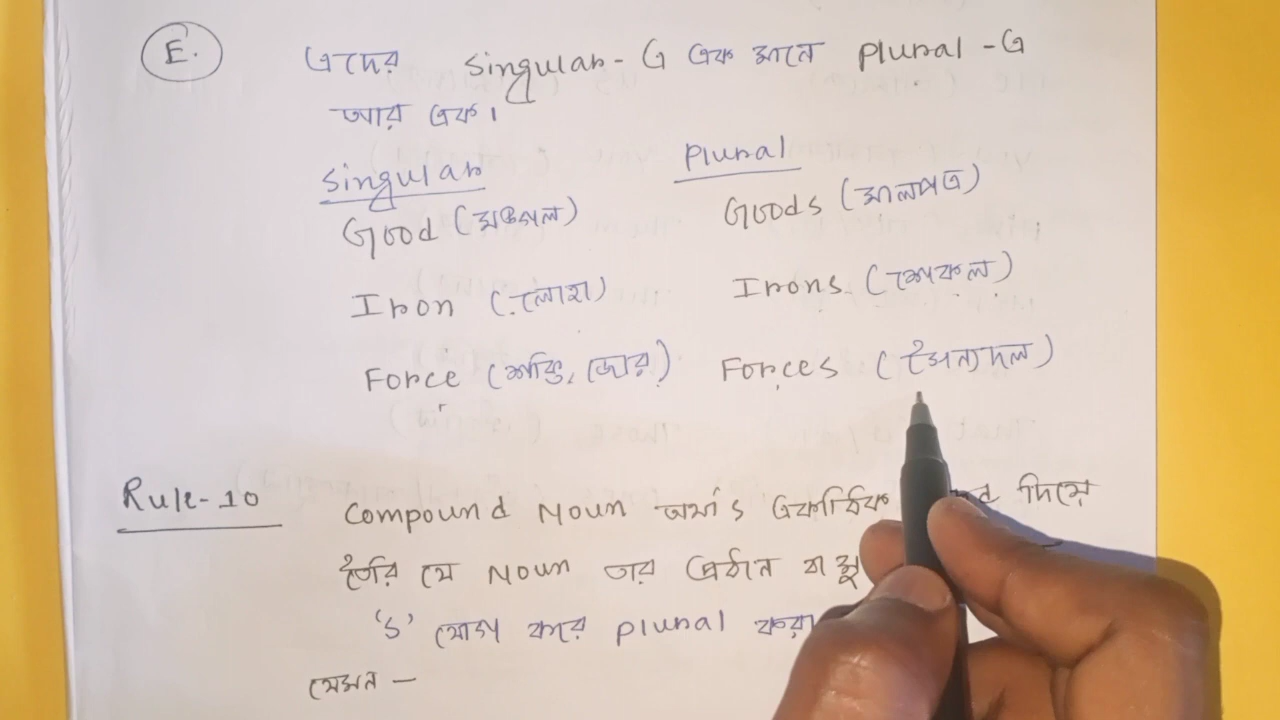 E. এদের singular-এ এক মানে plural-এ
আর এক।
Singular Plural
Good (মঙ্গল) Goods (মালপত্র)
Iron (লোহা) Irons (শেকল)
Force (শক্তি, জোর) Forces (সৈন্যদল)
Rule-10 Compound Noun অর্থাৎ একাধিক দিয়ে
তৈরি যে Noun তার প্রধান বা
'S' যোগ করে plural করা
যেমন —